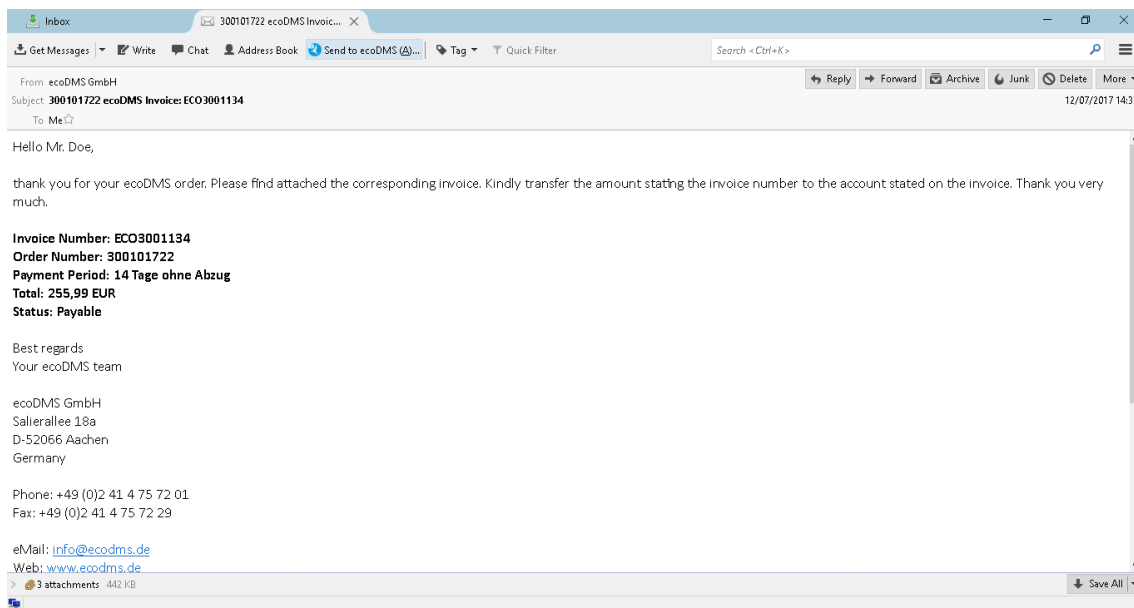 Inbox
300101722 ecoDMS Invoic...
Get Messages
Write
Chat
Address Book
Send to ecoDMS (A)...
Tag
Quick Filter
Search <Ctrl+K>
From ecoDMS GmbH
Reply
Forward
Archive
Junk
Delete
More
Subject 300101722 ecoDMS Invoice: ECO3001134
12/07/2017 14:3
To Me
Hello Mr. Doe,
thank you for your ecoDMS order. Please find attached the corresponding invoice. Kindly transfer the amount stating the invoice number to the account stated on the invoice. Thank you very
much.
Invoice Number: ECO3001134
Order Number: 300101722
Payment Period: 14 Tage ohne Abzug
Total: 255,99 EUR
Status: Payable
Best regards
Your ecoDMS team
ecoDMS GmbH
Salierallee 18a
D-52066 Aachen
Germany
Phone: +49 (0)2 41 4 75 72 01
Fax: +49 (0)2 41 4 75 72 29
eMail: info@ecodms.de
Web: www.ecodms.de
3 attachments 442 KB
Save All